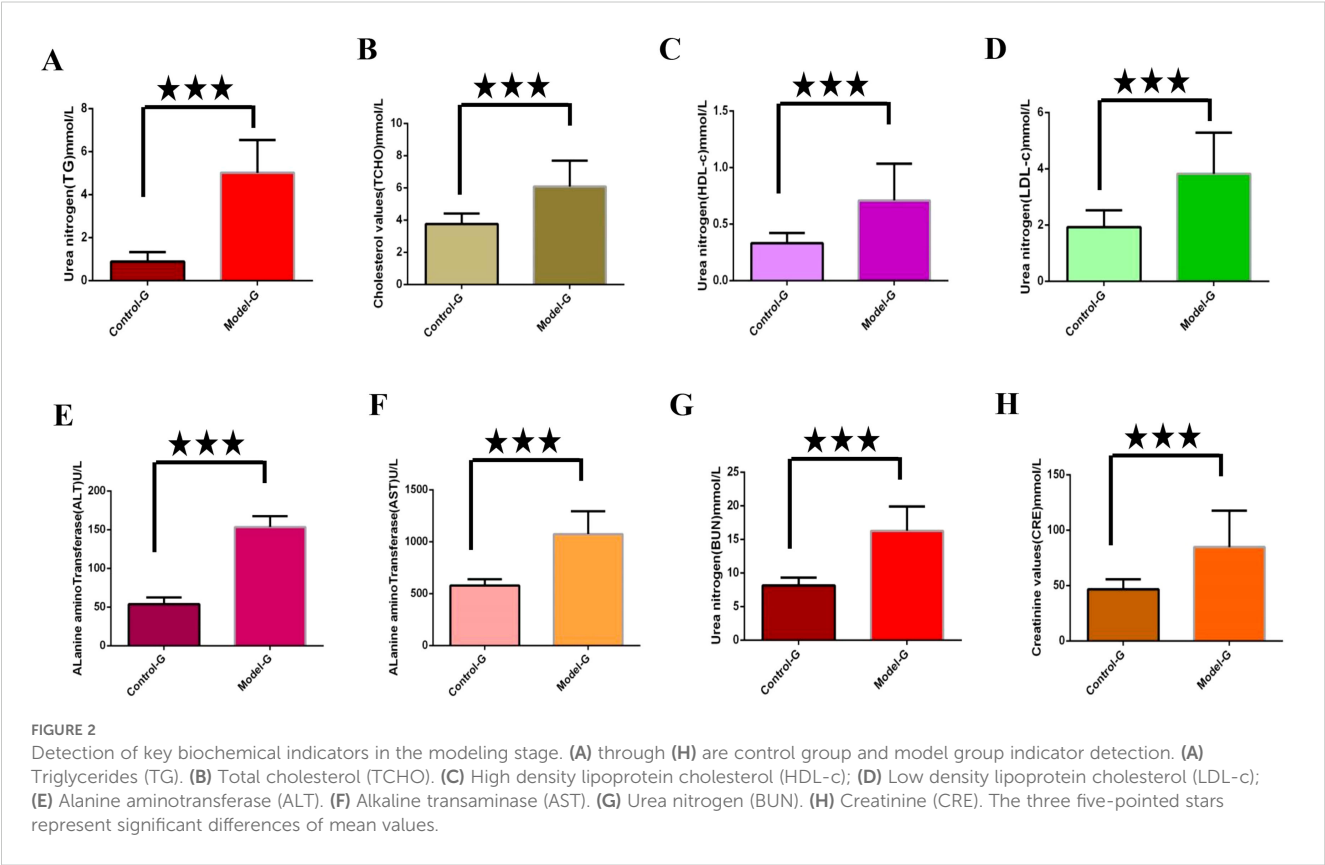 A
★★★
Urea nitrogen(TG)mmol/L
8
6
4
2
0
Control-G
Model-G
B
★★★
Cholesterol values(TCHO)mmol/L
10
8
6
4
2
0
Control-G
Model-G
C
★★★
Urea nitrogen(HDL-c)mmol/L
1.5
1.0
0.5
0.0
Control-G
Model-G
D
★★★
Urea nitrogen(LDL-c)mmol/L
6
4
2
0
Control-G
Model-G
E
★★★
ALanine aminoTransferase(ALT)U/L
200
150
100
50
0
Control-G
Model-G
F
★★★
ALanine aminoTransferase(AST)U/L
1500
1000
500
0
Control-G
Model-G
G
★★★
Urea nitrogen(BUN)mmol/L
25
20
15
10
5
0
Control-G
Model-G
H
★★★
Creatinine values(CRE)mmol/L
150
100
50
0
Control-G
Model-G
FIGURE 2
Detection of key biochemical indicators in the modeling stage. (A) through (H) are control group and model group indicator detection. (A)
Triglycerides (TG). (B) Total cholesterol (TCHO). (C) High density lipoprotein cholesterol (HDL-c); (D) Low density lipoprotein cholesterol (LDL-c);
(E) Alanine aminotransferase (ALT). (F) Alkaline transaminase (AST). (G) Urea nitrogen (BUN). (H) Creatinine (CRE). The three five-pointed stars
represent significant differences of mean values.